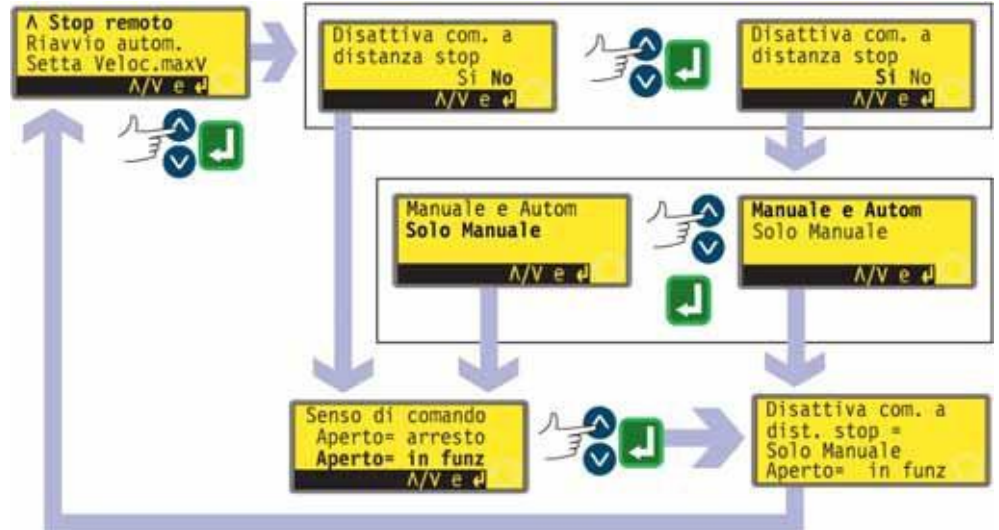 Λ Stop remoto
Riavvio autom.
Setta Veloc.maxV
Λ/V e ↲
Disattiva com. a
distanza stop
Si No
Λ/V e ↲
Disattiva com. a
distanza stop
Si No
Λ/V e ↲
Manuale e Autom
Solo Manuale
Λ/V e ↲
Manuale e Autom
Solo Manuale
Λ/V e ↲
Senso di comando
Aperto= arresto
Aperto= in funz
Λ/V e ↲
Disattiva com. a
dist. stop =
Solo Manuale
Aperto= in funz